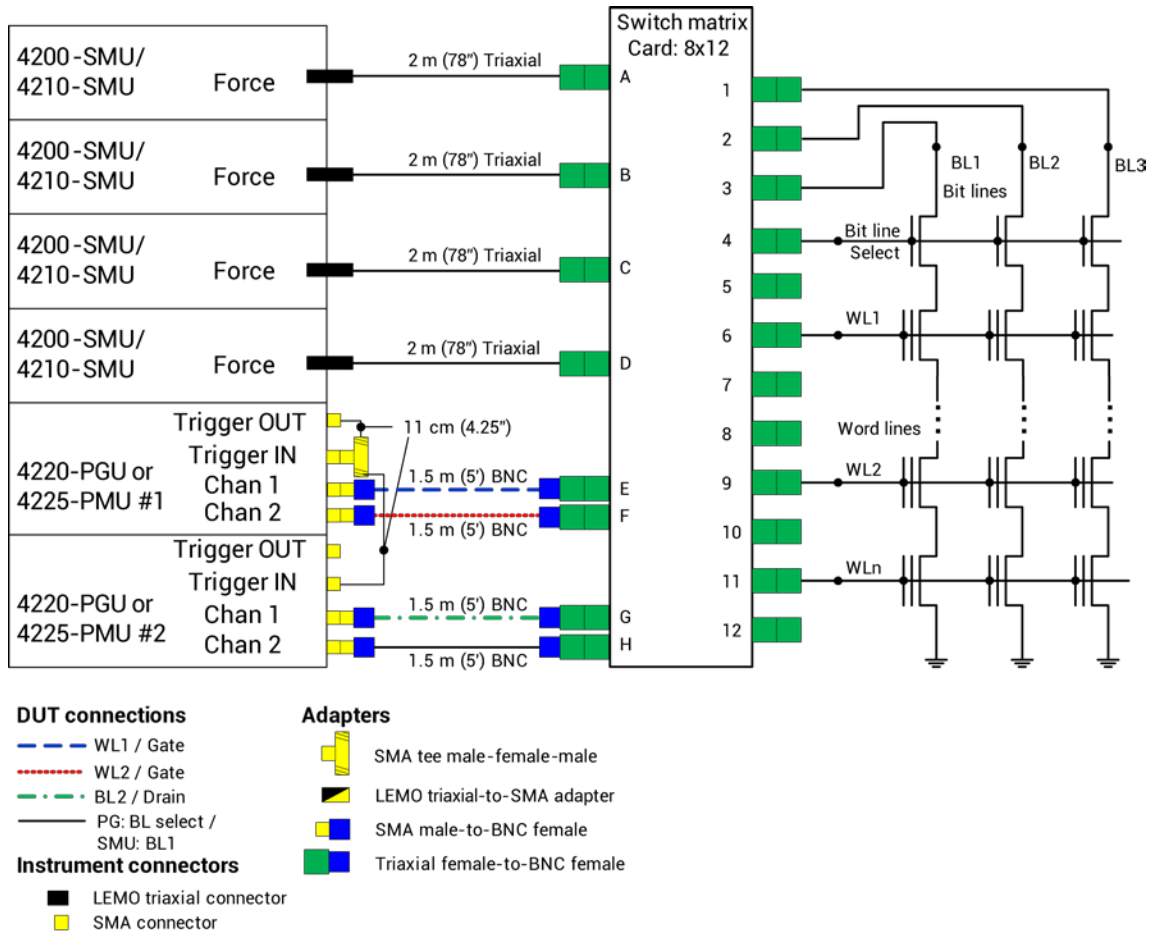 Switch matrix
Card: 8x12
4200-SMU/
4210-SMU
Force
2 m (78") Triaxial
A
4200-SMU/
4210-SMU
Force
2 m (78") Triaxial
B
4200-SMU/
4210-SMU
Force
2 m (78") Triaxial
C
4200-SMU/
4210-SMU
Force
2 m (78") Triaxial
D
4220-PGU or
4225-PMU #1
Trigger OUT
Trigger IN
Chan 1
Chan 2
11 cm (4.25")
1.5 m (5') BNC
E
F
1.5 m (5') BNC
4220-PGU or
4225-PMU #2
Trigger OUT
Trigger IN
Chan 1
Chan 2
1.5 m (5') BNC
G
H
1.5 m (5') BNC
1
2
3
4
5
6
7
8
9
10
11
12
BL1
BL2
BL3
Bit lines
Bit line
Select
WL1
Word lines
WL2
WLn
DUT connections
WL1 / Gate
WL2 / Gate
BL2 / Drain
PG: BL select /
SMU: BL1
Instrument connectors
LEMO triaxial connector
SMA connector
Adapters
SMA tee male-female-male
LEMO triaxial-to-SMA adapter
SMA male-to-BNC female
Triaxial female-to-BNC female